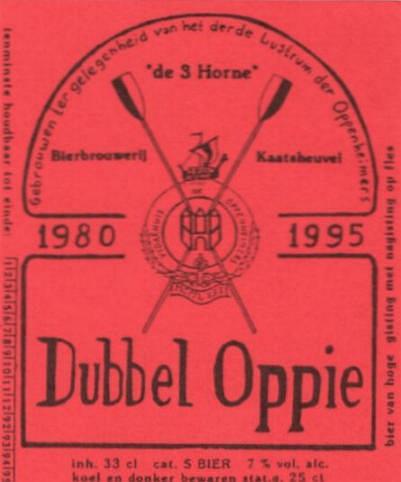 Gebrouwen ter gelegenheid van het derde Lustrum der Oppenheimers
"de 3 Horne"
Bierbrouwerij Kaatsheuvel
1980 1995
Dubbel Oppie
inh. 33 cl cat. S BIER 7 % vol. alc.
koel en donker bewaren stat.g. 25 ct
tenminste houdbaar tot einde:
bier van hoge gisting met nagisting op fles